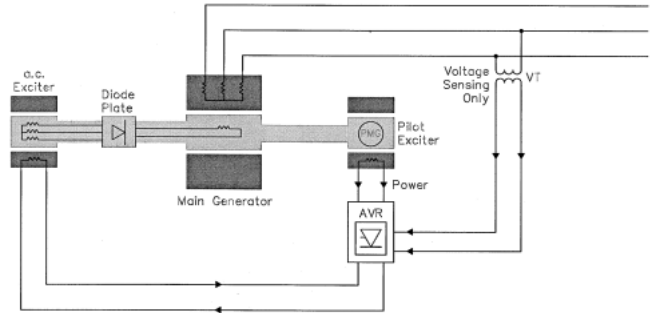 a.c.
Exciter
Diode
Plate
Main Generator
PMG
Pilot
Exciter
Power
AVR
Voltage
Sensing
Only
VT